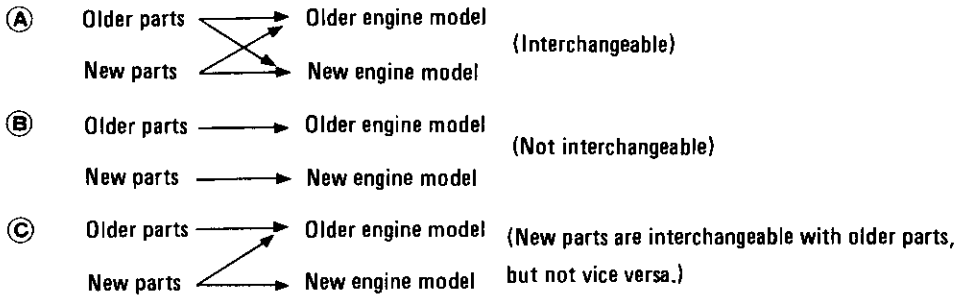 Ⓐ Older parts Older engine model
(Interchangeable)
New parts New engine model
Ⓑ Older parts Older engine model
(Not interchangeable)
New parts New engine model
Ⓒ Older parts Older engine model (New parts are interchangeable with older parts,
New parts New engine model but not vice versa.)